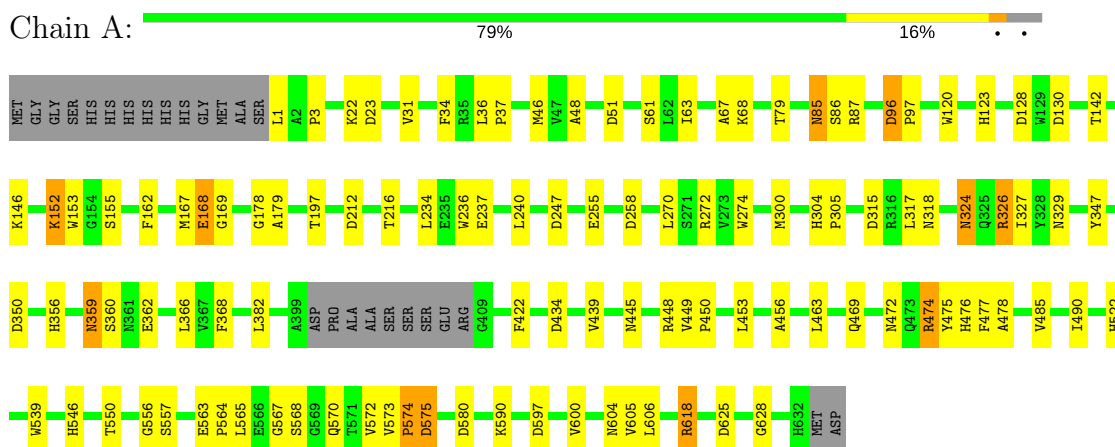 Chain A:
79% 16% • •
MET GLY GLY SER HIS HIS HIS HIS HIS HIS GLY MET ALA SER L1 A2 P3 K22 D23 V31 F34 R35 L36 P37 M46 V47 A48 D51 S61 L62 I63 A67 K68 T79 N85 S86 R87 D96 P97 W120 H123 D128 W129 D130 T142
K146 K152 W153 G154 S155 F162 M167 E168 G169 G178 A179 T197 D212 T216 L234 E235 W236 E237 L240 D247 E255 D258 L270 S271 R272 V273 W274 M300 H304 P305 D315 R316 L317 N318 N324 Q325 R326 I327 Y328 N329 Y347
D350 H356 N359 S360 N361 E362 L366 V367 F368 L382 A399 ASP PRO ALA ALA SER SER SER GLU ARG G409 F422 D434 V439 N445 R448 V449 P450 L453 A456 L463 Q469 N472 Q473 R474 Y475 H476 F477 A478 V485 I490
W539 H546 T550 G556 S557 E563 P564 L565 E566 G567 S568 G569 Q570 T571 V572 V573 P574 D575 D580 K590 D597 V600 N604 V605 L606 R618 D625 G628 H632 MET ASP